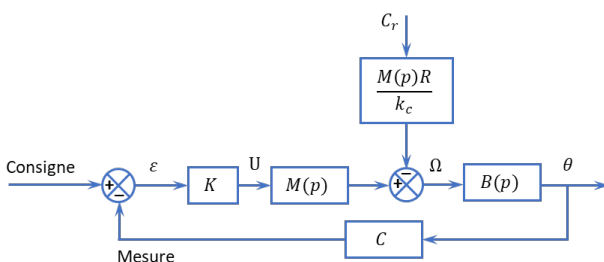 C_r
M(p)R
k_c
Consigne
+
−
ε
K
U
M(p)
+
−
Ω
B(p)
θ
C
Mesure